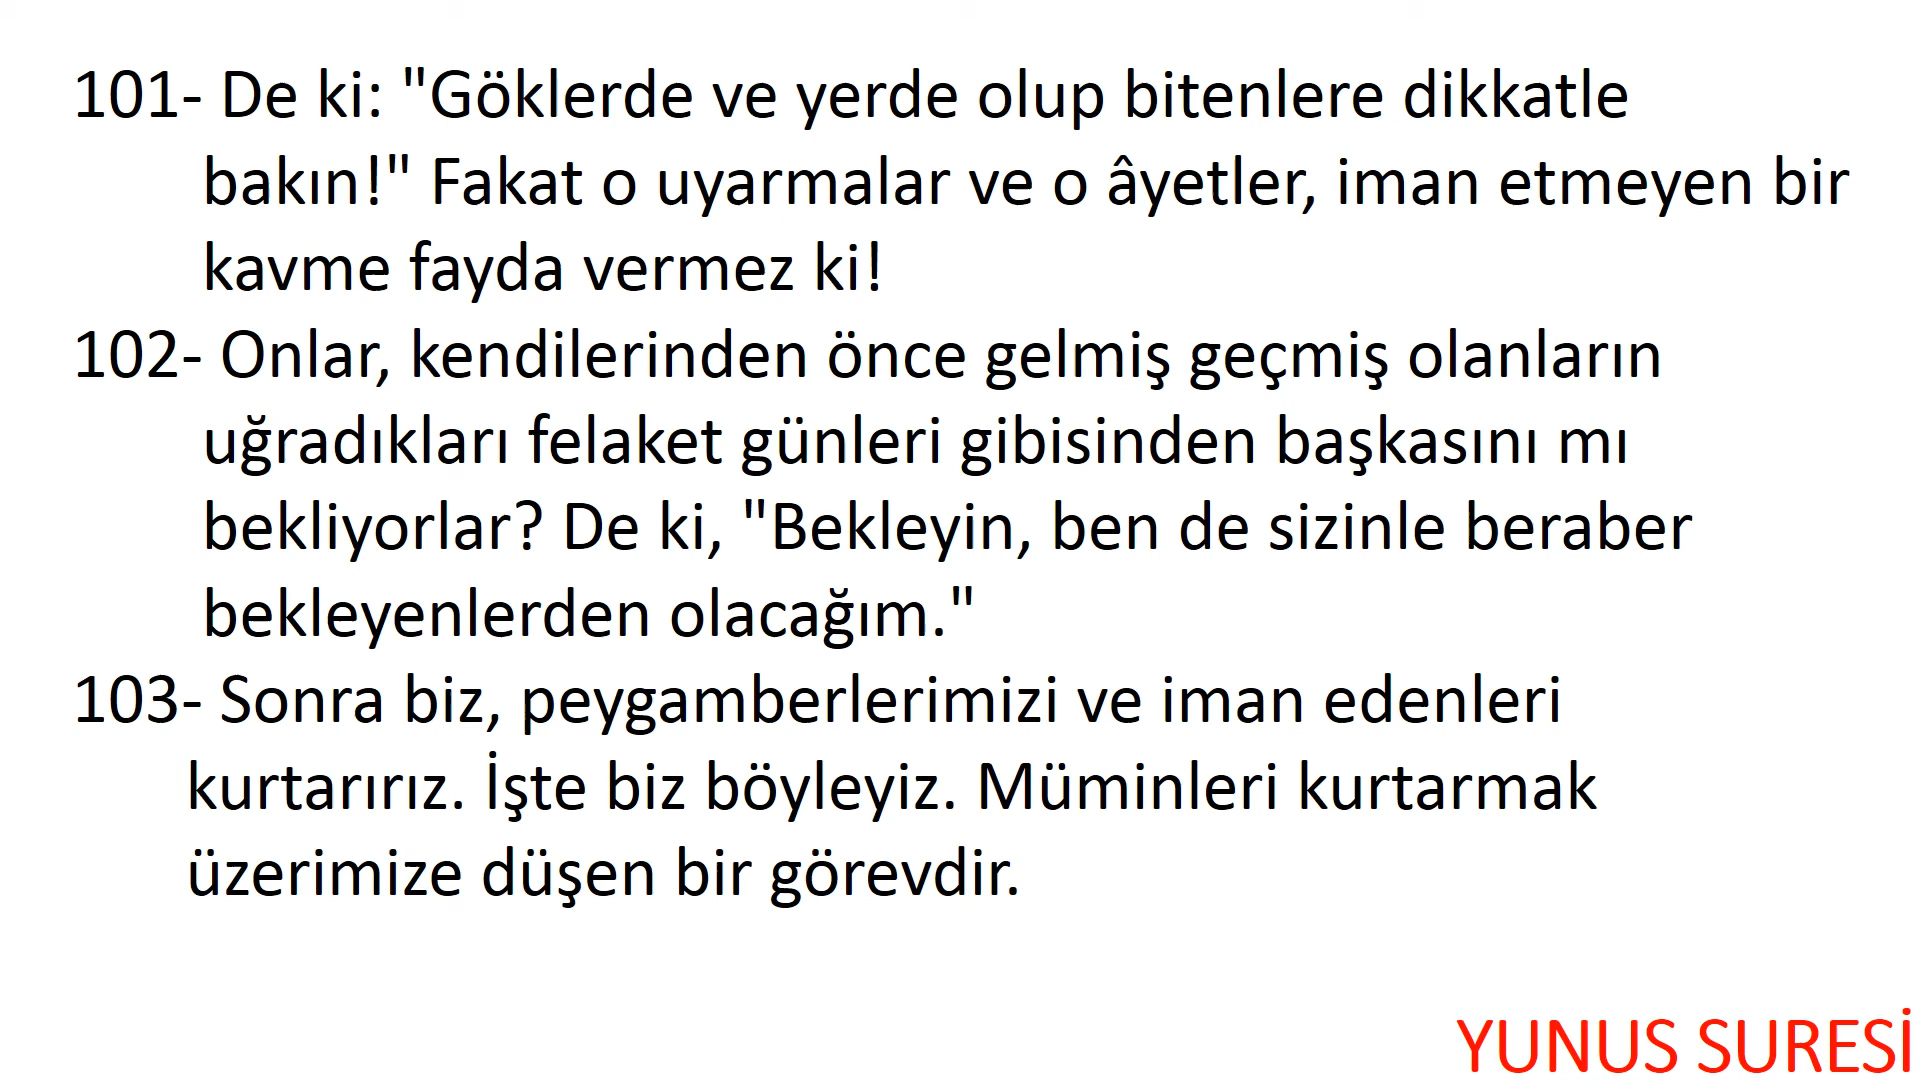 101- De ki: "Göklerde ve yerde olup bitenlere dikkatle
bakın!" Fakat o uyarmalar ve o âyetler, iman etmeyen bir
kavme fayda vermez ki!
102- Onlar, kendilerinden önce gelmiş geçmiş olanların
uğradıkları felaket günleri gibisinden başkasını mı
bekliyorlar? De ki, "Bekleyin, ben de sizinle beraber
bekleyenlerden olacağım."
103- Sonra biz, peygamberlerimizi ve iman edenleri
kurtarırız. İşte biz böyleyiz. Müminleri kurtarmak
üzerimize düşen bir görevdir.
YUNUS SURESİ